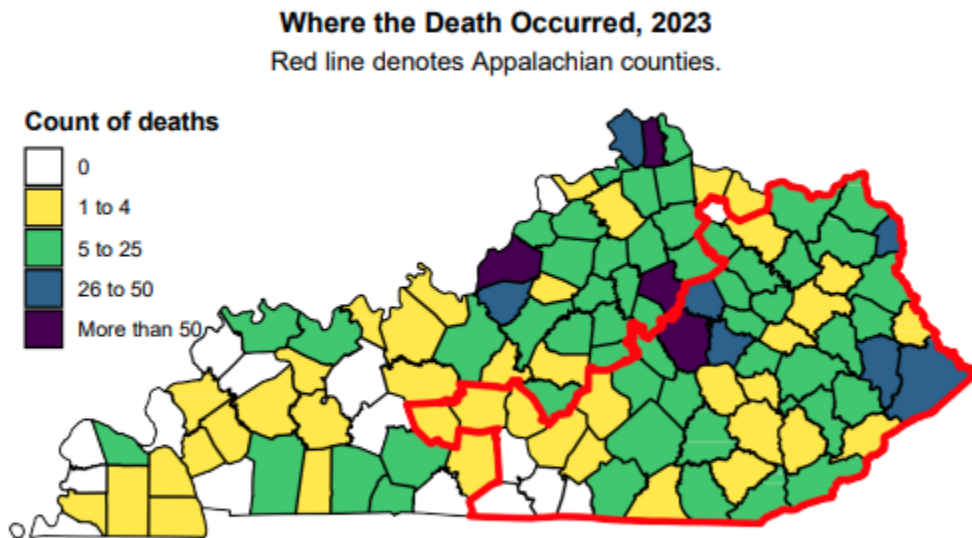 Where the Death Occurred, 2023
Red line denotes Appalachian counties.
Count of deaths
0
1 to 4
5 to 25
26 to 50
More than 50